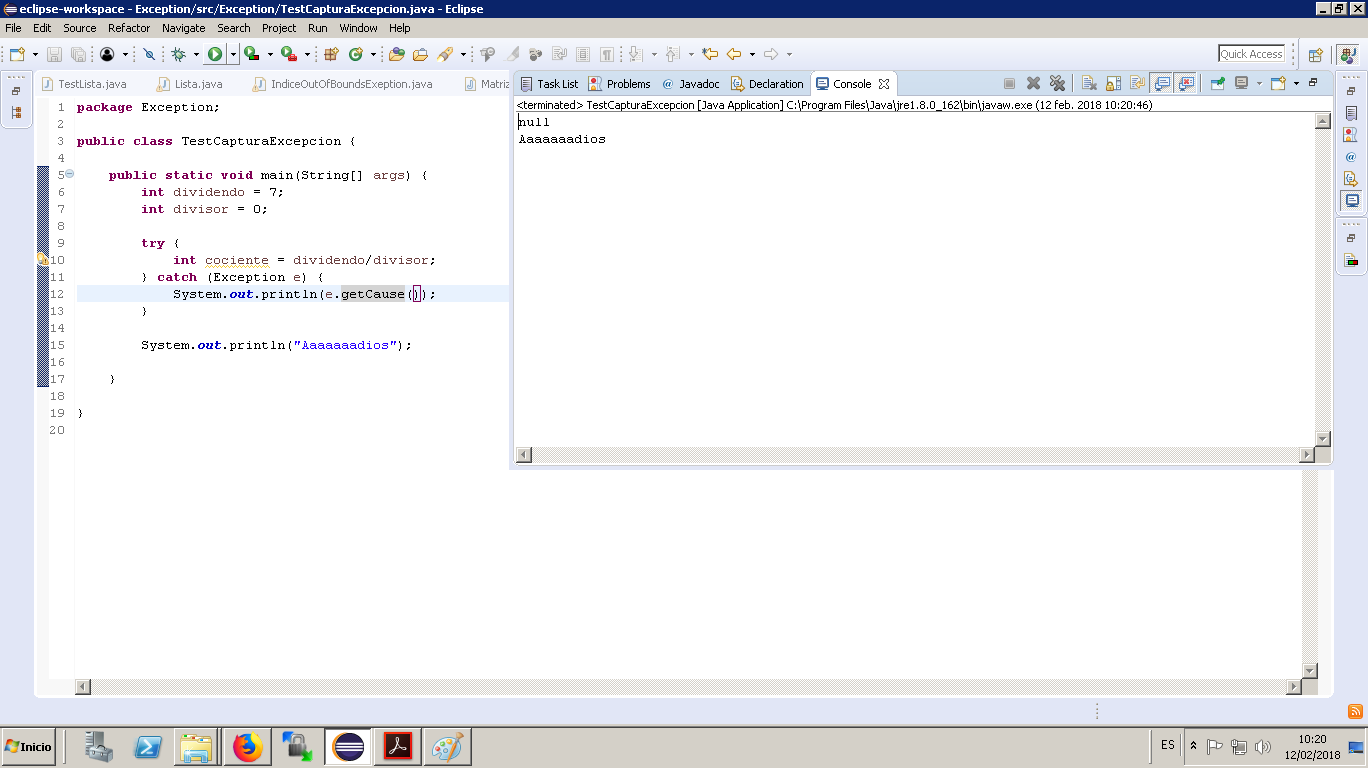 eclipse-workspace - Exception/src/Exception/TestCapturaExcepcion.java - Eclipse
File Edit Source Refactor Navigate Search Project Run Window Help
Quick Access
TestLista.java Lista.java IndiceOutOfBoundsExeption.java Matriz
Task List Problems @ Javadoc Declaration Console
<terminated> TestCapturaExcepcion [Java Application] C:\Program Files\Java\jre1.8.0_162\bin\javaw.exe (12 feb. 2018 10:20:46)
null
Aaaaaaadios
1 package Exception;
2
3 public class TestCapturaExcepcion {
4
5 public static void main(String[] args) {
6 int dividendo = 7;
7 int divisor = 0;
8
9 try {
10 int cociente = dividendo/divisor;
11 } catch (Exception e) {
12 System.out.println(e.getCause());
13 }
14
15 System.out.println("Aaaaaaadios");
16
17 }
18
19 }
20
Inicio
ES
10:20
12/02/2018